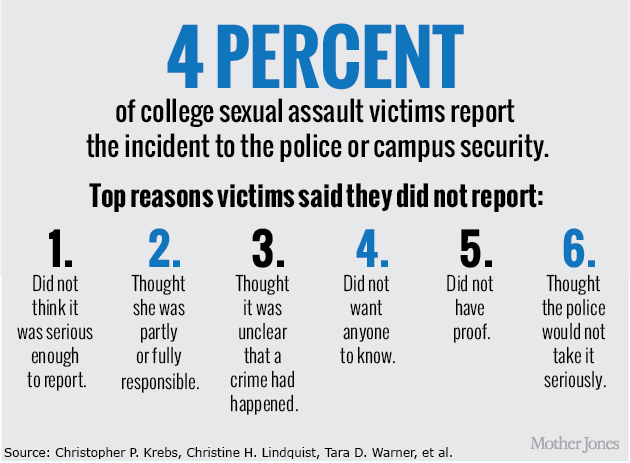 4 PERCENT
of college sexual assault victims report
the incident to the police or campus security.
Top reasons victims said they did not report:
1.
Did not
think it
was serious
enough
to report.
2.
Thought
she was
partly
or fully
responsible.
3.
Thought
it was
unclear
that a
crime had
happened.
4.
Did not
want
anyone
to know.
5.
Did not
have
proof.
6.
Thought
the police
would not
take it
seriously.
Mother Jones
Source: Christopher P. Krebs, Christine H. Lindquist, Tara D. Warner, et al.